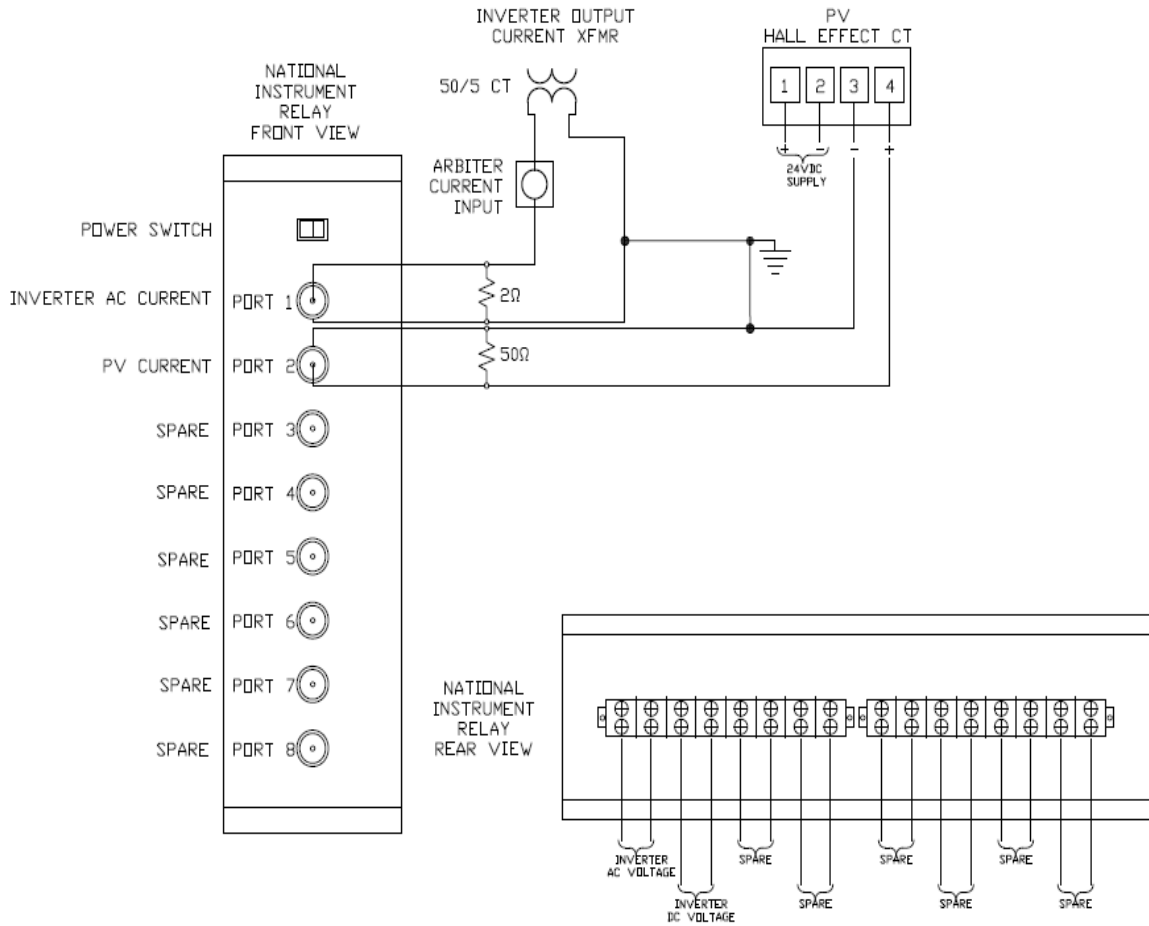 INVERTER OUTPUT
CURRENT XFMR
50/5 CT
PV
HALL EFFECT CT
1 2 3 4
+ - - +
24VDC
SUPPLY
NATIONAL
INSTRUMENT
RELAY
FRONT VIEW
ARBITER
CURRENT
INPUT
POWER SWITCH
INVERTER AC CURRENT PORT 1
2Ω
PV CURRENT PORT 2
50Ω
SPARE PORT 3
SPARE PORT 4
SPARE PORT 5
SPARE PORT 6
SPARE PORT 7
SPARE PORT 8
NATIONAL
INSTRUMENT
RELAY
REAR VIEW
INVERTER
AC VOLTAGE
SPARE
SPARE
SPARE
INVERTER
DC VOLTAGE
SPARE
SPARE
SPARE